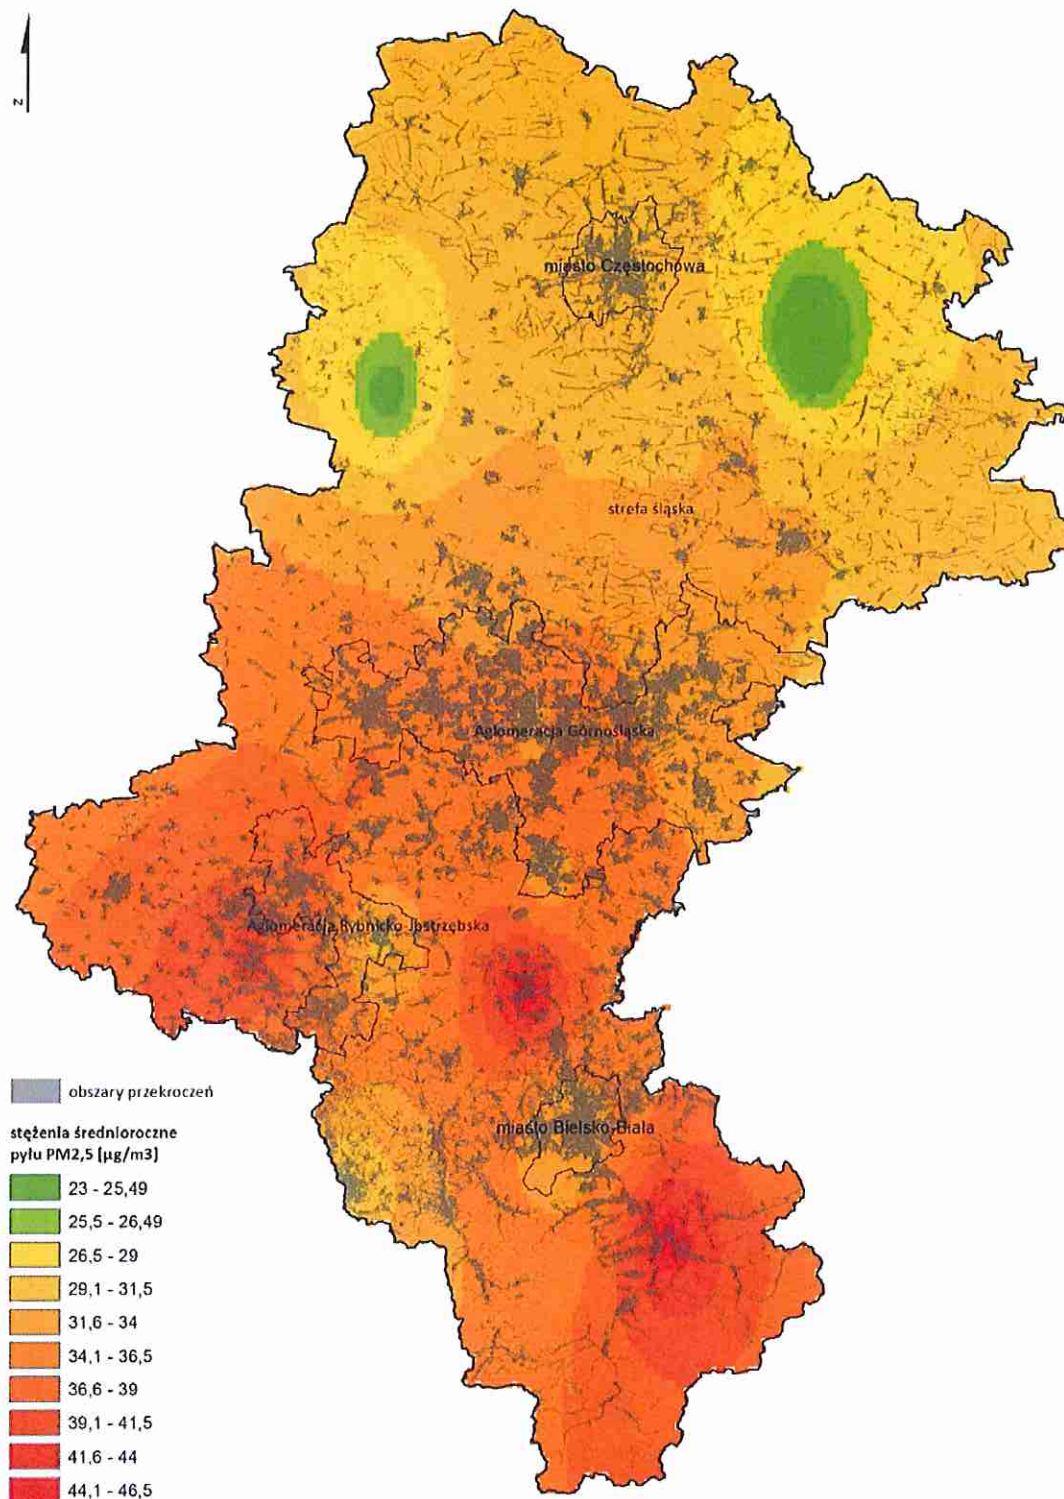 N
miasto Częstochowa
strefa śląska
Aglomeracja Górnośląska
Aglomeracja Rybnicko-Jastrzębska
miasto Bielsko-Biała
obszary przekroczeń
stężenia średnioroczne
pyłu PM2,5 [µg/m3]
23 - 25,49
25,5 - 26,49
26,5 - 29
29,1 - 31,5
31,6 - 34
34,1 - 36,5
36,6 - 39
39,1 - 41,5
41,6 - 44
44,1 - 46,5